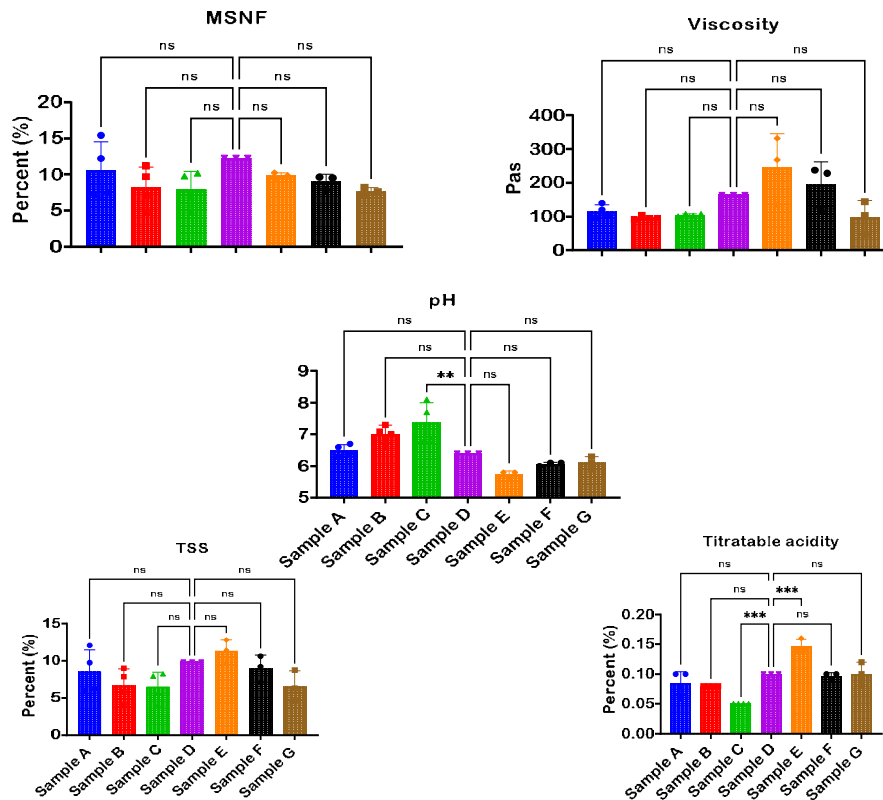 MSNF
ns
ns
ns
ns
ns
ns
Percent (%)
20
15
10
5
0
Viscosity
ns
ns
ns
ns
ns
ns
Pas
400
300
200
100
0
pH
ns
ns
ns
ns
**
ns
9
8
7
6
5
Sample A
Sample B
Sample C
Sample D
Sample E
Sample F
Sample G
TSS
ns
ns
ns
ns
ns
ns
Percent (%)
15
10
5
0
Sample A
Sample B
Sample C
Sample D
Sample E
Sample F
Sample G
Titratable acidity
ns
ns
ns
***
***
ns
Percent (%)
0.20
0.15
0.10
0.05
0.00
Sample A
Sample B
Sample C
Sample D
Sample E
Sample F
Sample G